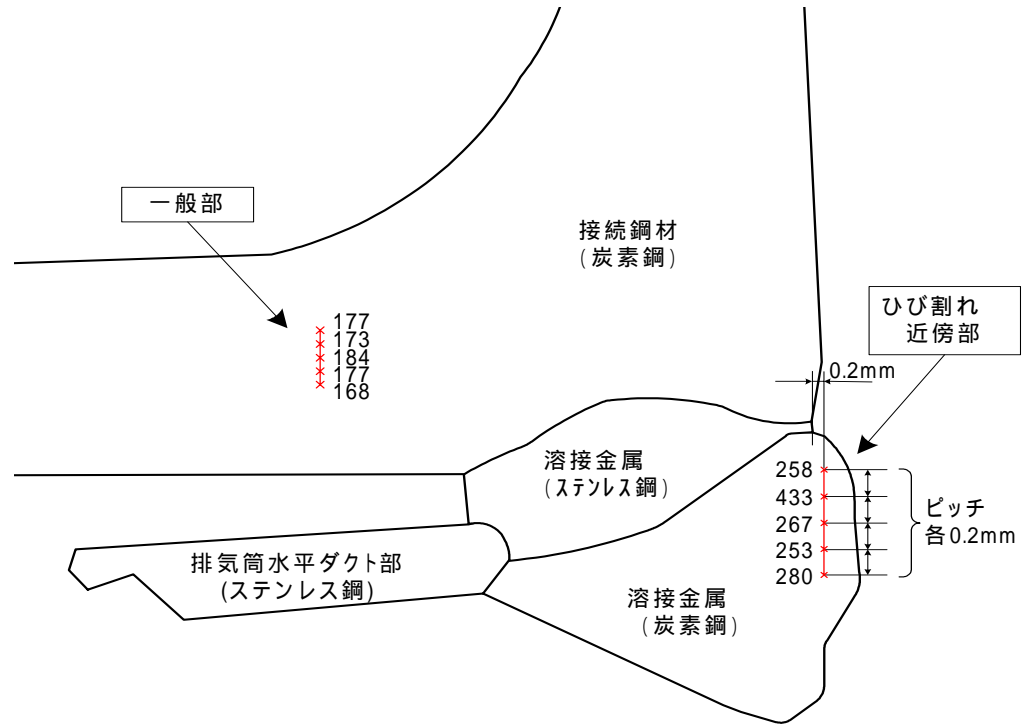 一般部
接続鋼材
(炭素鋼)
ひび割れ
近傍部
177
173
184
177
168
0.2mm
溶接金属
(ステンレス鋼)
258
433
267
253
280
ピッチ
各0.2mm
排気筒水平ダクト部
(ステンレス鋼)
溶接金属
(炭素鋼)